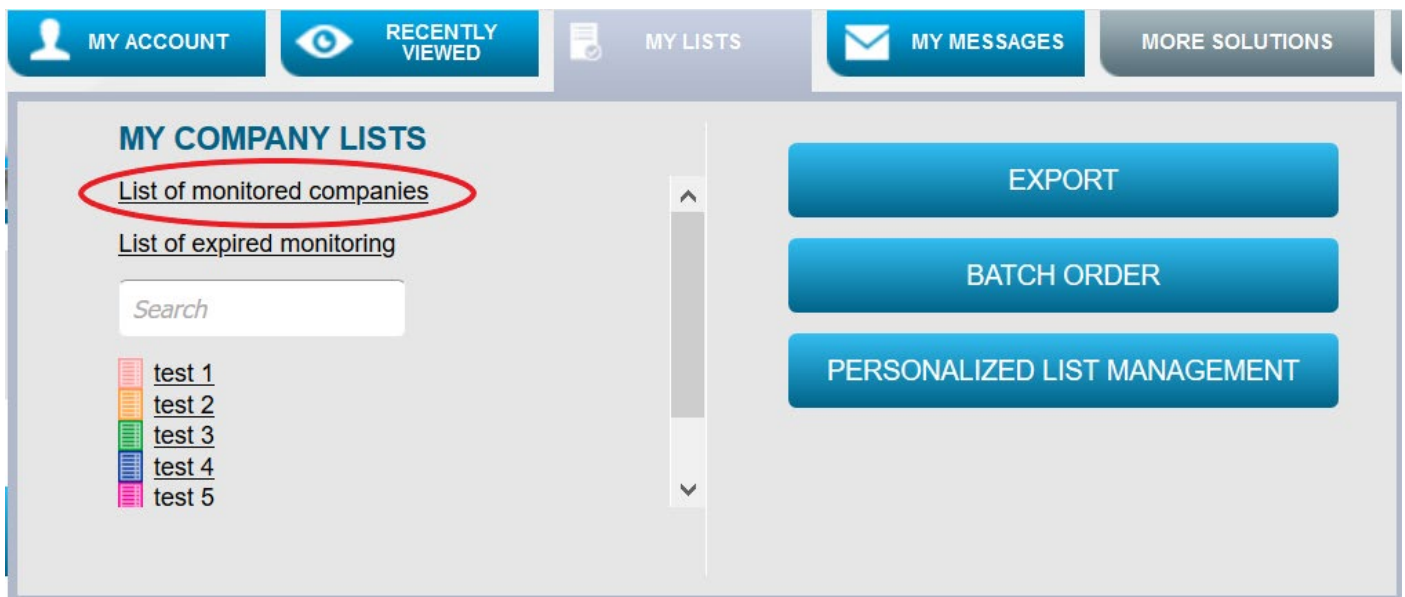 MY ACCOUNT
RECENTLY
VIEWED
MY LISTS
MY MESSAGES
MORE SOLUTIONS
MY COMPANY LISTS
List of monitored companies
List of expired monitoring
Search
test 1
test 2
test 3
test 4
test 5
EXPORT
BATCH ORDER
PERSONALIZED LIST MANAGEMENT